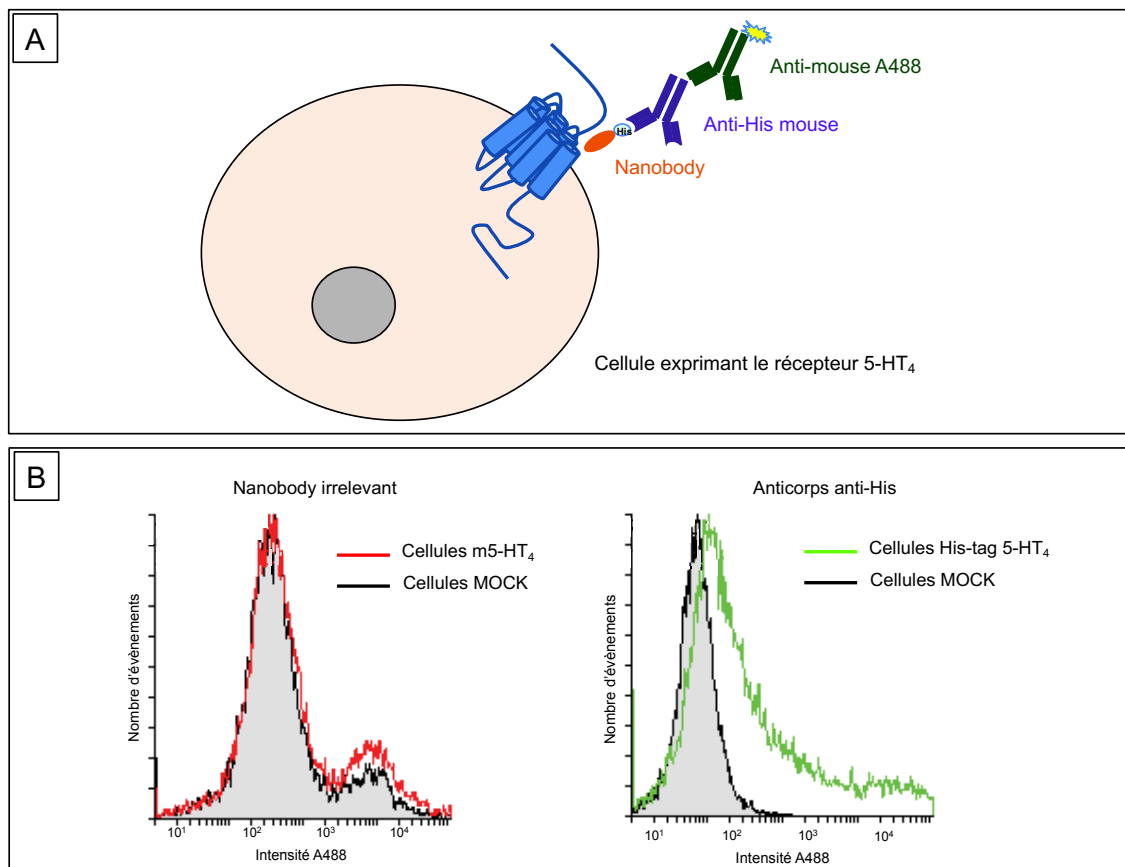 A
His
Anti-mouse A488
Anti-His mouse
Nanobody
Cellule exprimant le récepteur 5-HT₄
B
Nanobody irrelevant
Cellules m5-HT₄
Cellules MOCK
Nombre d'évènements
10¹ 10² 10³ 10⁴
Intensité A488
Anticorps anti-His
Cellules His-tag 5-HT₄
Cellules MOCK
Nombre d'évènements
10¹ 10² 10³ 10⁴
Intensité A488